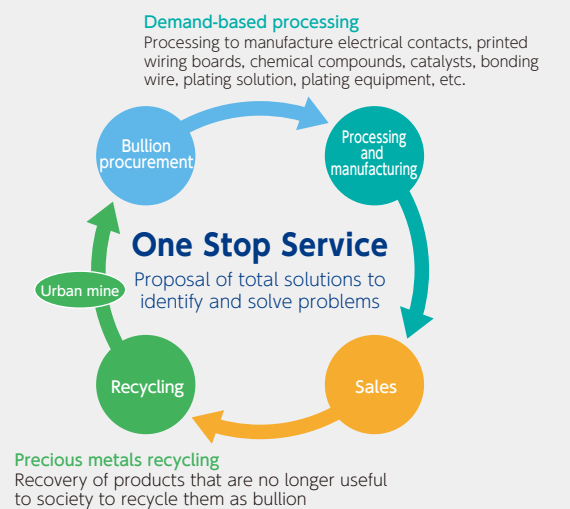 Demand-based processing
Processing to manufacture electrical contacts, printed
wiring boards, chemical compounds, catalysts, bonding
wire, plating solution, plating equipment, etc.
Bullion
procurement
Processing
and
manufacturing
One Stop Service
Proposal of total solutions to
identify and solve problems
Urban mine
Recycling
Sales
Precious metals recycling
Recovery of products that are no longer useful
to society to recycle them as bullion